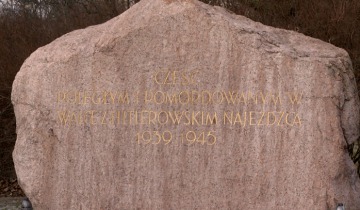 CZEŚĆ
POLEGŁYM I POMORDOWANYM W
WALCE Z HITLEROWSKIM NAJEŹDŹCĄ
1939-1945